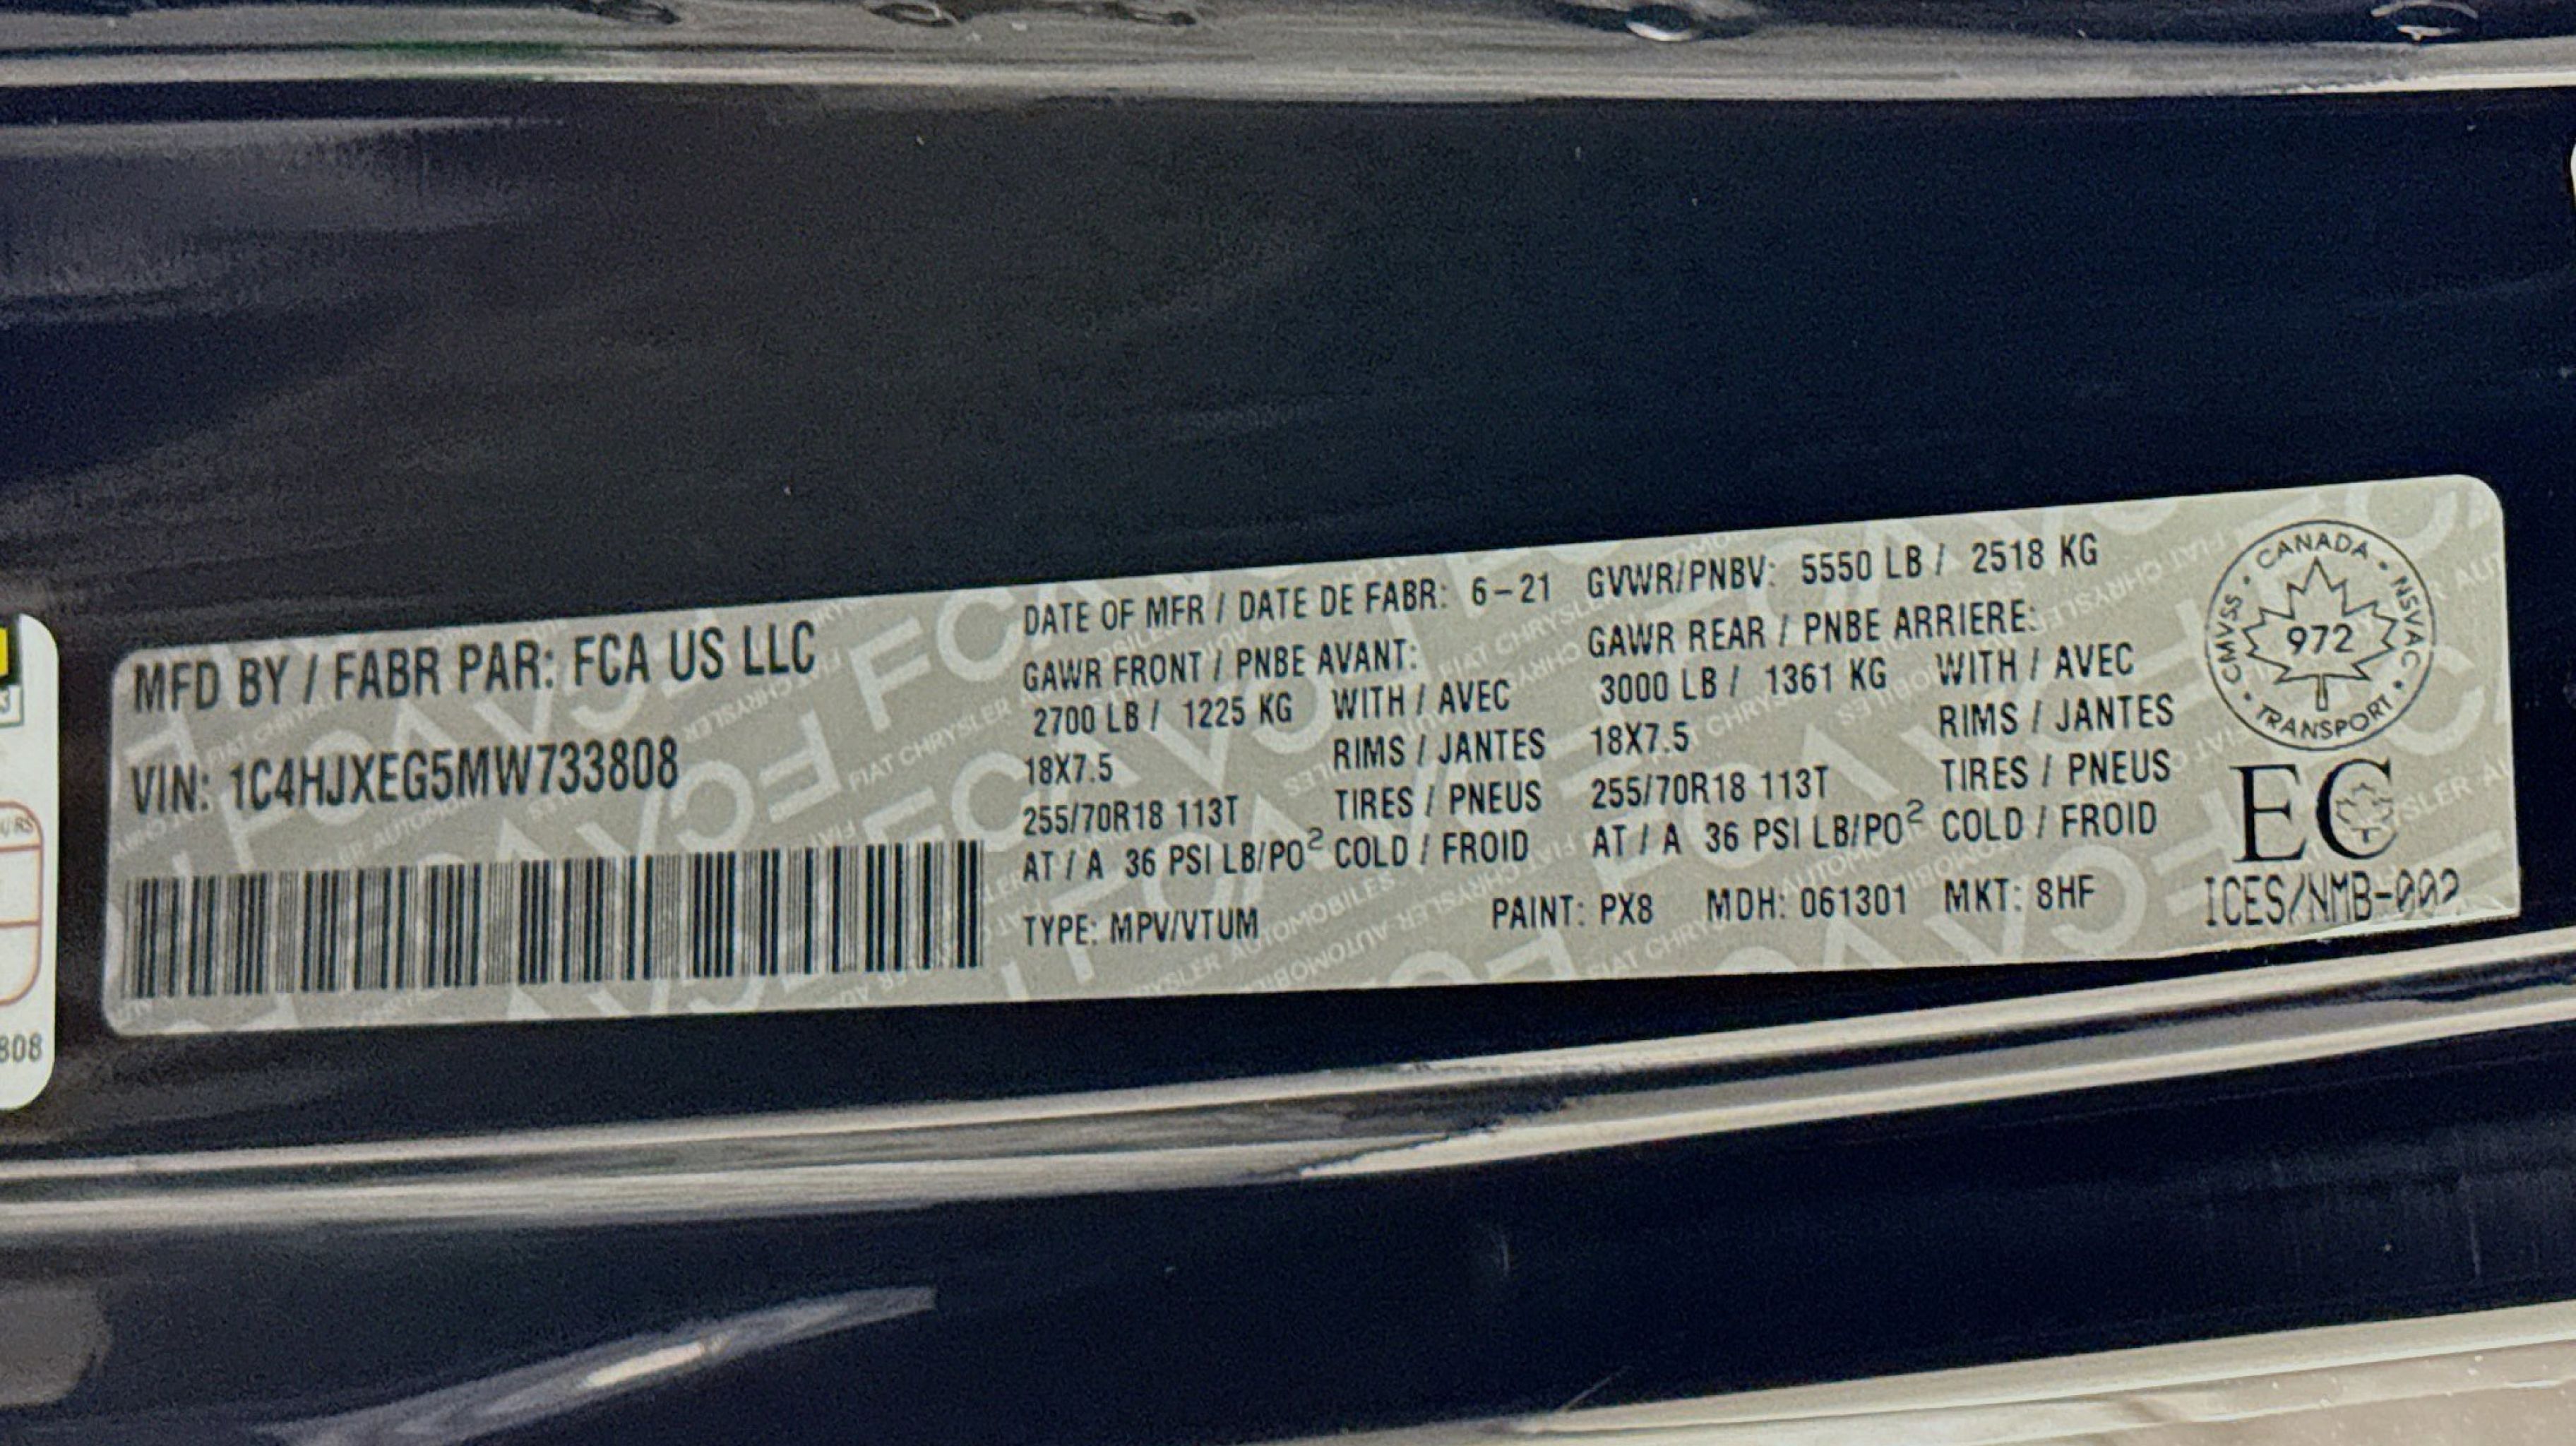 MFD BY / FABR PAR: FCA US LLC
VIN: 1C4HJXEG5MW733808
DATE OF MFR / DATE DE FABR: 6-21 GVWR/PNBV: 5550 LB / 2518 KG
GAWR FRONT / PNBE AVANT: GAWR REAR / PNBE ARRIERE:
2700 LB / 1225 KG WITH / AVEC 3000 LB / 1361 KG WITH / AVEC
18X7.5 RIMS / JANTES 18X7.5 RIMS / JANTES
255/70R18 113T TIRES / PNEUS 255/70R18 113T TIRES / PNEUS
AT / A 36 PSI LB/PO² COLD / FROID AT / A 36 PSI LB/PO² COLD / FROID
TYPE: MPV/VTUM PAINT: PX8 MDH: 061301 MKT: 8HF
CANADA • NSVAC • TRANSPORT • CMVSS •
972
EC
ICES/NMB-002
808